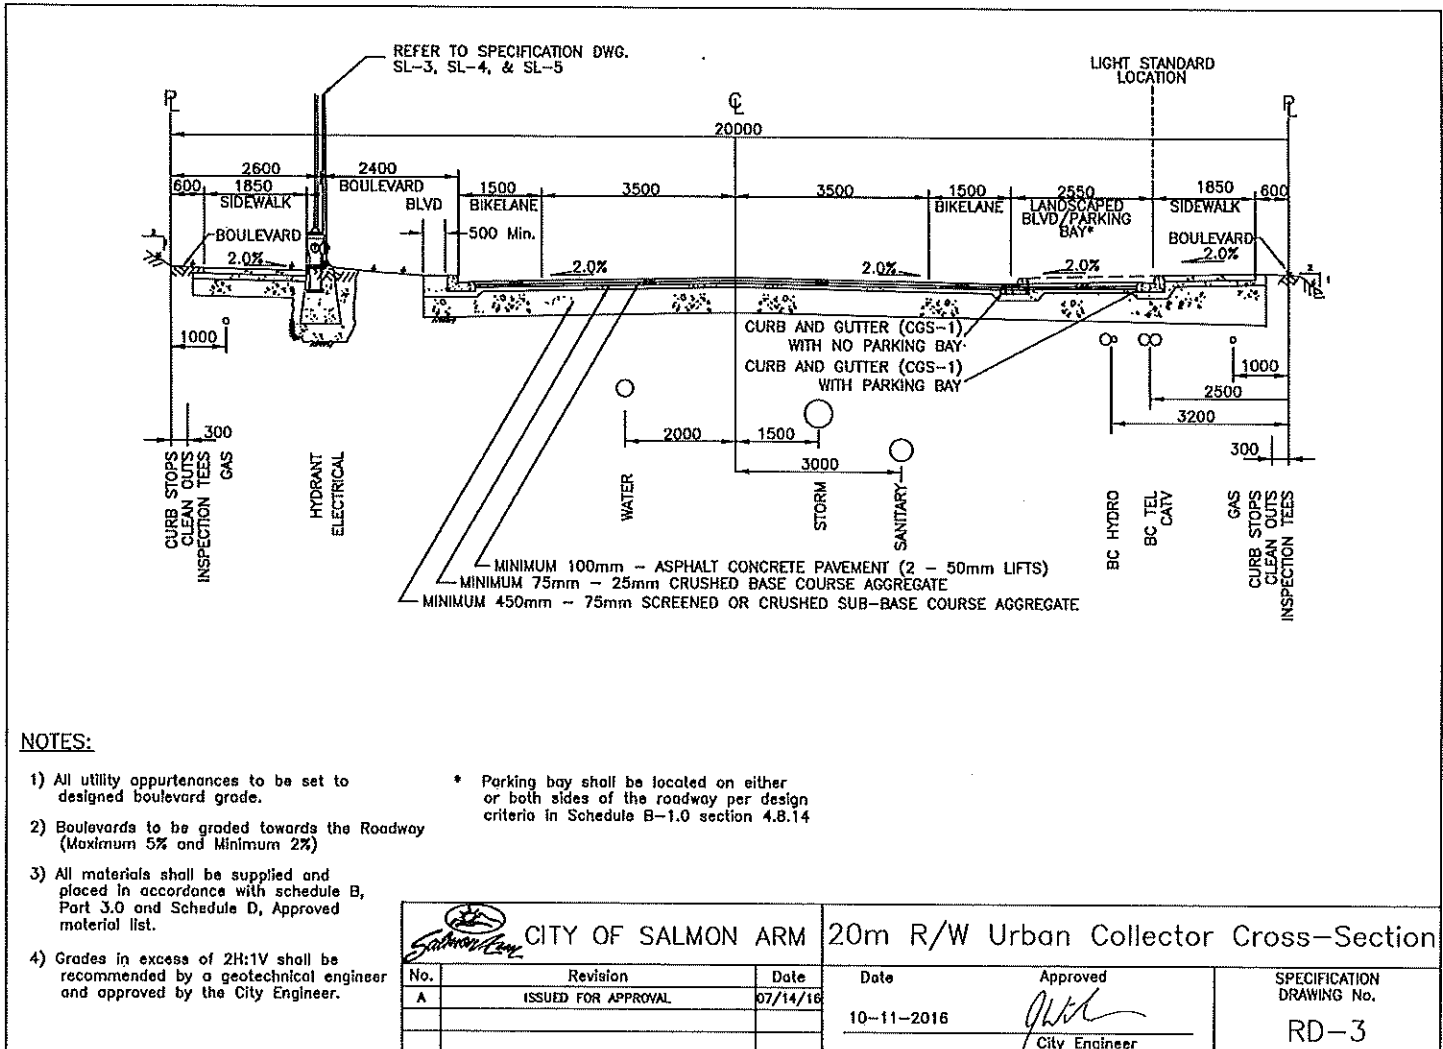 REFER TO SPECIFICATION DWG.
SL-3, SL-4, & SL-5
LIGHT STANDARD
LOCATION
PL
CL
PL
20000
2600
2400
600
1850
SIDEWALK
BOULEVARD
BLVD
1500
BIKELANE
3500
3500
1500
BIKELANE
2550
LANDSCAPED
BLVD/PARKING
BAY*
1850
SIDEWALK
600
BOULEVARD
500 Min.
BOULEVARD
2.0%
2.0%
2.0%
2.0%
2.0%
2
1
CURB AND GUTTER (CGS-1)
WITH NO PARKING BAY
CURB AND GUTTER (CGS-1)
WITH PARKING BAY
1000
1000
2500
3200
300
300
2000
1500
3000
CURB STOPS
CLEAN OUTS
INSPECTION TEES
GAS
HYDRANT
ELECTRICAL
WATER
STORM
SANITARY
BC HYDRO
BC TEL
CATV
GAS
CURB STOPS
CLEAN OUTS
INSPECTION TEES
MINIMUM 100mm - ASPHALT CONCRETE PAVEMENT (2 - 50mm LIFTS)
MINIMUM 75mm - 25mm CRUSHED BASE COURSE AGGREGATE
MINIMUM 450mm - 75mm SCREENED OR CRUSHED SUB-BASE COURSE AGGREGATE
NOTES:
1) All utility appurtenances to be set to
designed boulevard grade.
2) Boulevards to be graded towards the Roadway
(Maximum 5% and Minimum 2%)
3) All materials shall be supplied and
placed in accordance with schedule B,
Part 3.0 and Schedule D, Approved
material list.
4) Grades in excess of 2H:1V shall be
recommended by a geotechnical engineer
and approved by the City Engineer.
* Parking bay shall be located on either
or both sides of the roadway per design
criteria in Schedule B-1.0 section 4.8.14
Salmon Arm
CITY OF SALMON ARM
20m R/W Urban Collector Cross-Section
No.
Revision
Date
A
ISSUED FOR APPROVAL
07/14/16
Date
Approved
10-11-2016
City Engineer
SPECIFICATION
DRAWING No.
RD-3